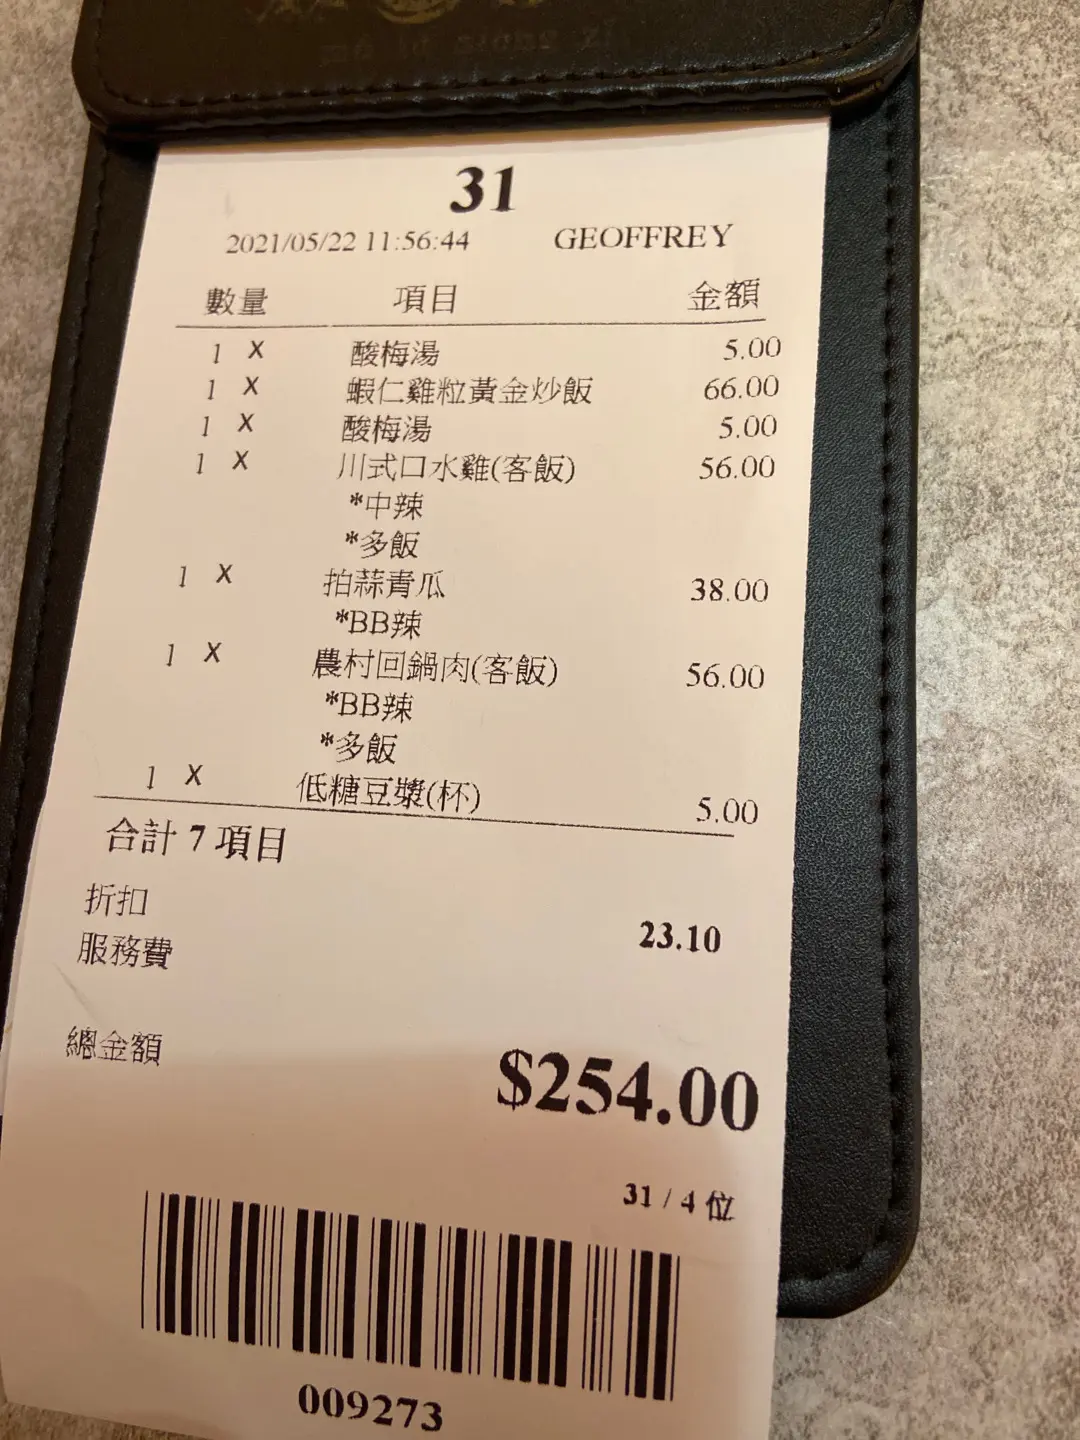 31
2021/05/22 11:56:44 GEOFFREY
數量 項目 金額
1 X 酸梅湯 5.00
1 X 蝦仁雞粒黃金炒飯 66.00
1 X 酸梅湯 5.00
1 X 川式口水雞(客飯) 56.00
*中辣
*多飯
1 X 拍蒜青瓜 38.00
*BB辣
1 X 農村回鍋肉(客飯) 56.00
*BB辣
*多飯
1 X 低糖豆漿(杯) 5.00
合計 7 項目
折扣
服務費 23.10
總金額 $254.00
31 / 4 位
009273